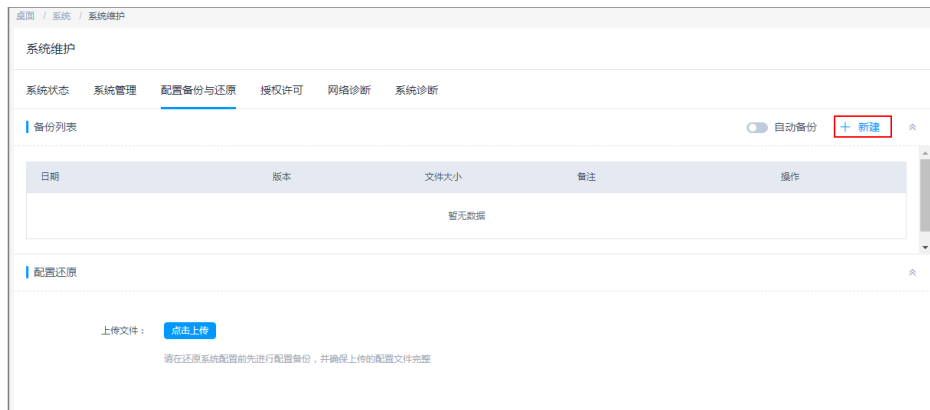 桌面 / 系统 / 系统维护
系统维护
系统状态 系统管理 配置备份与还原 授权许可 网络诊断 系统诊断
备份列表 自动备份 + 新建
日期 版本 文件大小 备注 操作
暂无数据
配置还原
上传文件： 点击上传
请在还原系统配置前先进行配置备份，并确保上传的配置文件完整